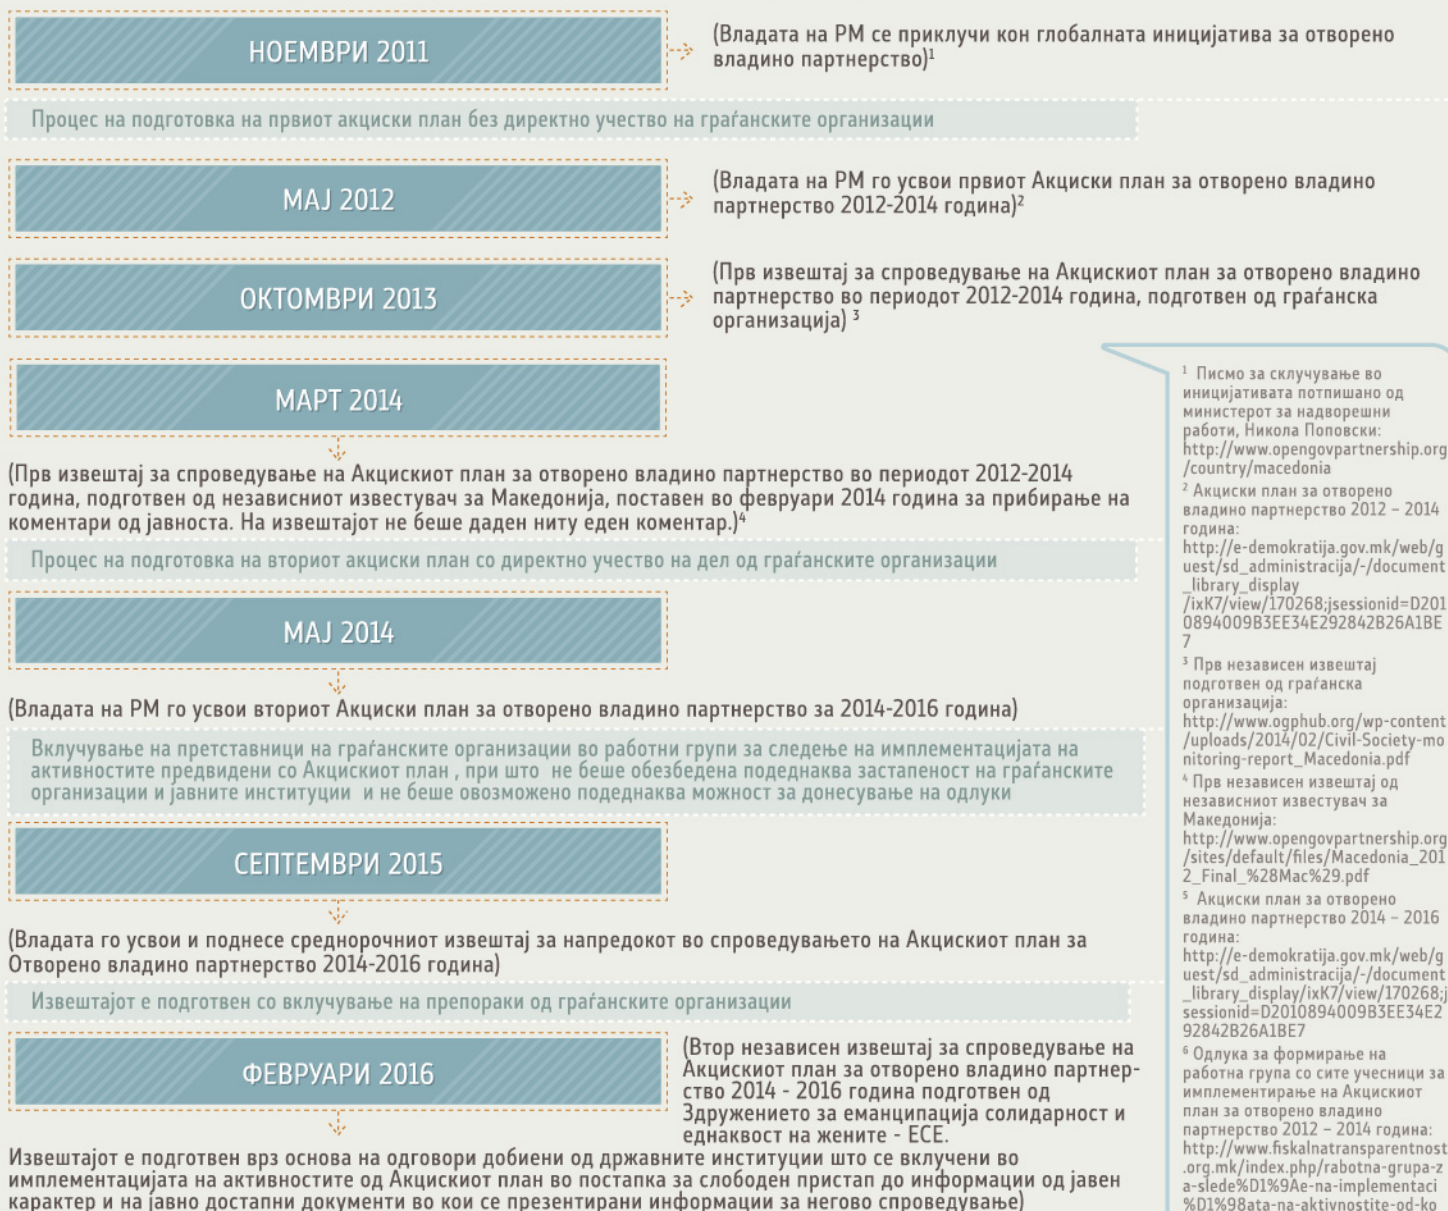 НОЕМВРИ 2011
(Владата на РМ се приклучи кон глобалната иницијатива за отворено
владино партнерство)¹
Процес на подготовка на првиот акциски план без директно учество на граѓанските организации
МАЈ 2012
(Владата на РМ го усвои првиот Акциски план за отворено владино
партнерство 2012-2014 година)²
ОКТОМВРИ 2013
(Прв извештај за спроведување на Акцискиот план за отворено владино
партнерство во периодот 2012-2014 година, подготвен од граѓанска
организација) ³
МАРТ 2014
(Прв извештај за спроведување на Акцискиот план за отворено владино партнерство во периодот 2012-2014
година, подготвен од независниот известувач за Македонија, поставен во февруари 2014 година за прибирање на
коментари од јавноста. На извештајот не беше даден ниту еден коментар.)⁴
Процес на подготовка на вториот акциски план со директно учество на дел од граѓанските организации
МАЈ 2014
(Владата на РМ го усвои вториот Акциски план за отворено владино партнерство за 2014-2016 година)
Вклучување на претставници на граѓанските организации во работни групи за следење на имплементацијата на
активностите предвидени со Акцискиот план , при што не беше обезбедена подеднаква застапеност на граѓанските
организации и јавните институции и не беше овозможено подеднаква можност за донесување на одлуки
СЕПТЕМВРИ 2015
(Владата го усвои и поднесе среднорочниот извештај за напредокот во спроведувањето на Акцискиот план за
Отворено владино партнерство 2014-2016 година)
Извештајот е подготвен со вклучување на препораки од граѓанските организации
ФЕВРУАРИ 2016
(Втор независен извештај за спроведување на
Акцискиот план за отворено владино партнер-
ство 2014 - 2016 година подготвен од
Здружението за еманципација солидарност и
еднаквост на жените - ЕСЕ.
Извештајот е подготвен врз основа на одговори добиени од државните институции што се вклучени во
имплементацијата на активностите од Акцискиот план во постапка за слободен пристап до информации од јавен
карактер и на јавно достапни документи во кои се презентирани информации за негово спроведување)
¹ Писмо за склучување во
иницијативата потпишано од
министерот за надворешни
работи, Никола Поповски:
http://www.opengovpartnership.org
/country/macedonia
² Акциски план за отворено
владино партнерство 2012 – 2014
година:
http://e-demokratija.gov.mk/web/g
uest/sd_administracija/-/document
_library_display
/ixK7/view/170268;jsessionid=D201
0894009B3EE34E292842B26A1BE
7
³ Прв независен извештај
подготвен од граѓанска
организација:
http://www.ogphub.org/wp-content
/uploads/2014/02/Civil-Society-mo
nitoring-report_Macedonia.pdf
⁴ Прв независен извештај од
независниот известувач за
Македонија:
http://www.opengovpartnership.org
/sites/default/files/Macedonia_201
2_Final_%28Mac%29.pdf
⁵ Акциски план за отворено
владино партнерство 2014 – 2016
година:
http://e-demokratija.gov.mk/web/g
uest/sd_administracija/-/document
_library_display/ixK7/view/170268;j
sessionid=D2010894009B3EE34E2
92842B26A1BE7
⁶ Одлука за формирање на
работна група со сите учесници за
имплементирање на Акцискиот
план за отворено владино
партнерство 2012 – 2014 година:
http://www.fiskalnatransparentnost
.org.mk/index.php/rabotna-grupa-z
a-slede%D1%9Ae-na-implementaci
%D1%98ata-na-aktivnostite-od-ko